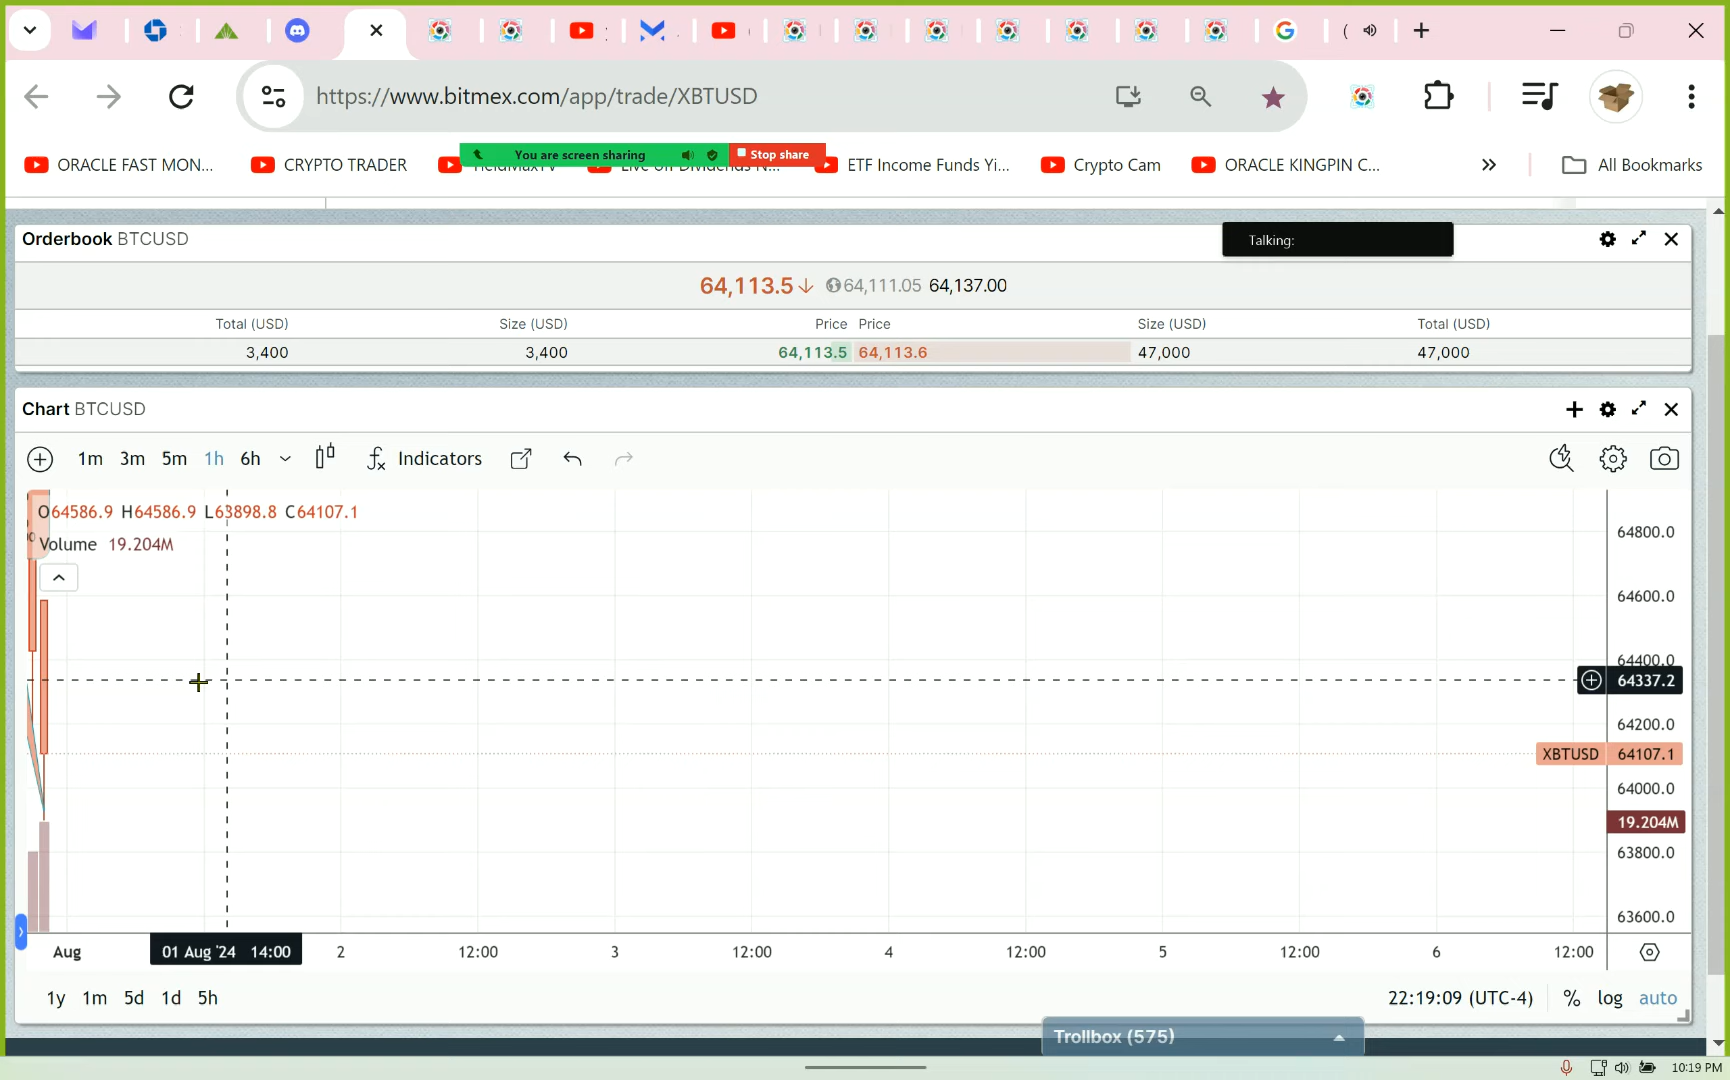 https://www.bitmex.com/app/trade/XBTUSD
ORACLE FAST MON...
CRYPTO TRADER
You are screen sharing
Stop share
ETF Income Funds Yi...
Crypto Cam
ORACLE KINGPIN C...
All Bookmarks
Orderbook BTCUSD
Talking:
64,113.5↓ 64,111.05 64,137.00
Total (USD) Size (USD) Price Price Size (USD) Total (USD)
3,400 3,400 64,113.5 64,113.6 47,000 47,000
Chart BTCUSD
1m 3m 5m 1h 6h Indicators
O64586.9 H64586.9 L63898.8 C64107.1
Volume 19.204M
64800.0
64600.0
64400.0
64337.2
64200.0
XBTUSD 64107.1
64000.0
19.204M
63800.0
63600.0
Aug 01 Aug '24 14:00 2 12:00 3 12:00 4 12:00 5 12:00 6 12:00
1y 1m 5d 1d 5h 22:19:09 (UTC-4) % log auto
Trollbox (575)
10:19 PM